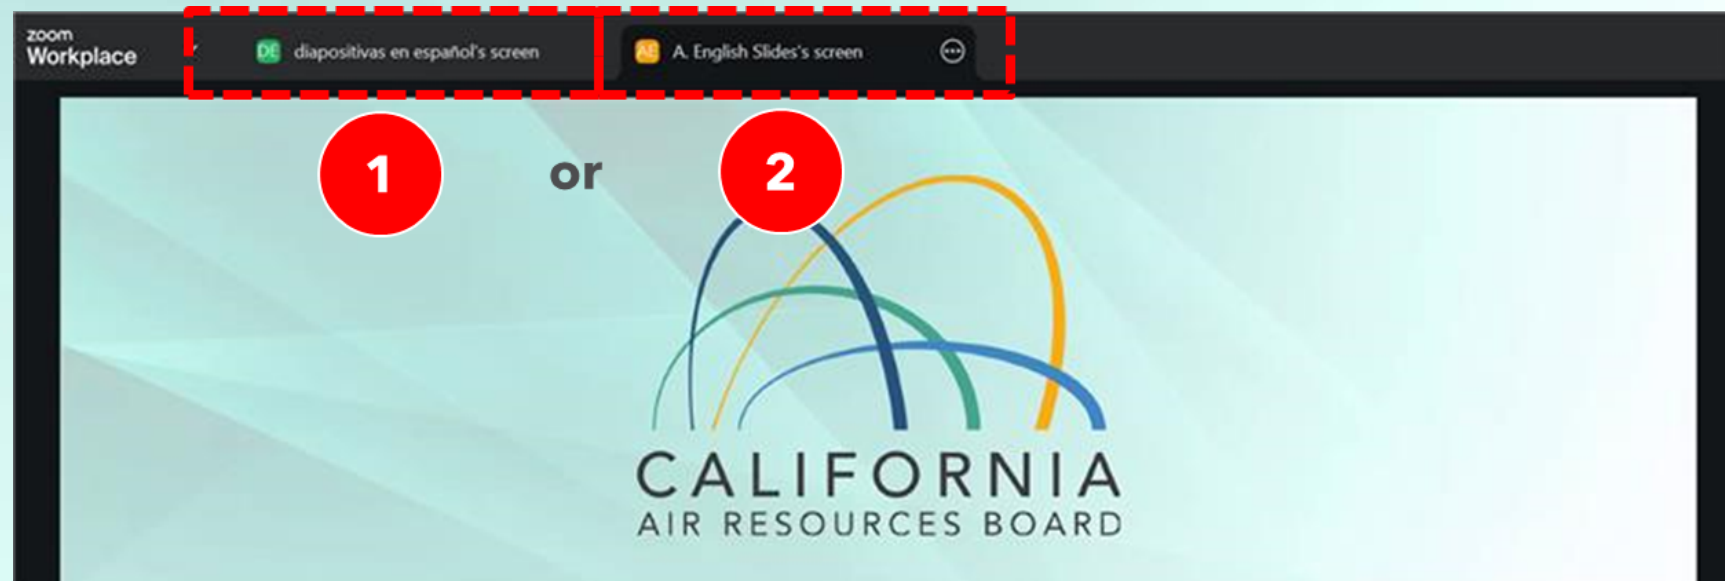 zoom
Workplace
DE diapositivas en español's screen
AE A. English Slides's screen
1 or 2
CALIFORNIA
AIR RESOURCES BOARD